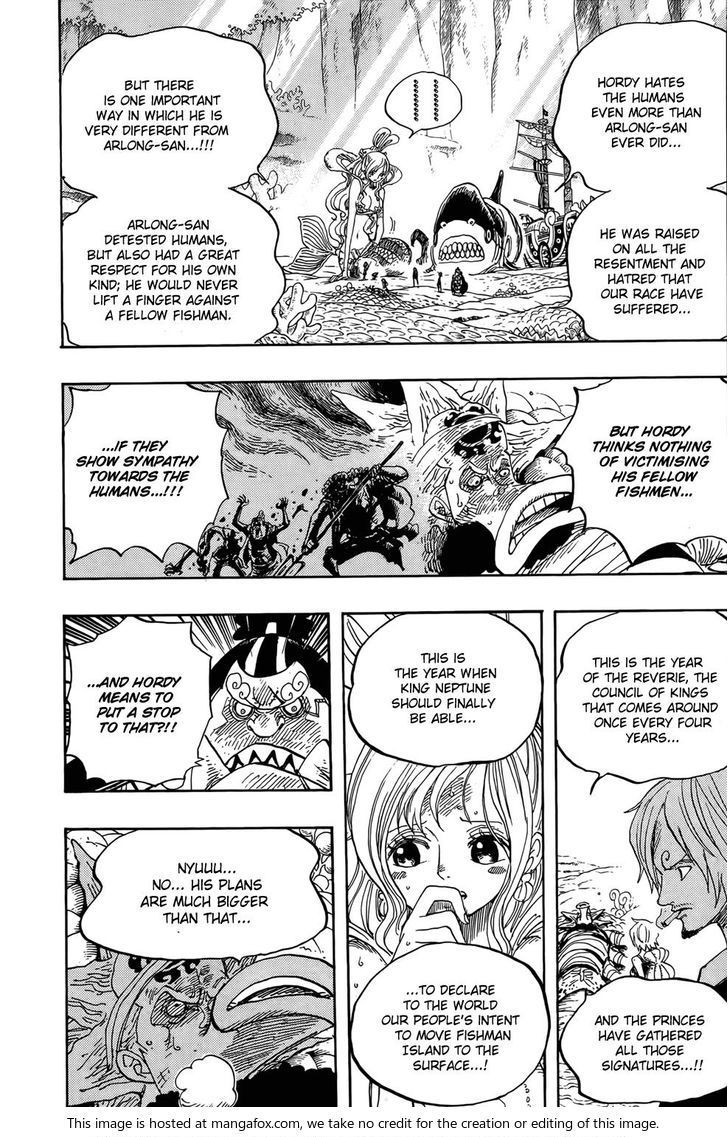 HORDY HATES
THE HUMANS
EVEN MORE THAN
ARLONG-SAN
EVER DID...
HE WAS RAISED
ON ALL THE
RESENTMENT AND
HATRED THAT
OUR RACE HAVE
SUFFERED...
BUT THERE
IS ONE IMPORTANT
WAY IN WHICH HE IS
VERY DIFFERENT FROM
ARLONG-SAN...!!!
ARLONG-SAN
DETESTED HUMANS,
BUT ALSO HAD A GREAT
RESPECT FOR HIS OWN
KIND; HE WOULD NEVER
LIFT A FINGER AGAINST
A FELLOW FISHMAN.
BUT HORDY
THINKS NOTHING
OF VICTIMISING
HIS FELLOW
FISHMEN...
...IF THEY
SHOW SYMPATHY
TOWARDS THE
HUMANS...!!!
THIS IS THE YEAR
OF THE REVERIE, THE
COUNCIL OF KINGS
THAT COMES AROUND
ONCE EVERY FOUR
YEARS...
AND THE PRINCES
HAVE GATHERED
ALL THOSE
SIGNATURES...!!
THIS IS
THE YEAR WHEN
KING NEPTUNE
SHOULD FINALLY
BE ABLE...
...TO DECLARE
TO THE WORLD
OUR PEOPLE'S INTENT
TO MOVE FISHMAN
ISLAND TO THE
SURFACE...!
...AND HORDY
MEANS TO
PUT A STOP
TO THAT?!!
NYUUU...
NO... HIS PLANS
ARE MUCH BIGGER
THAN THAT...
This image is hosted at mangafox.com, we take no credit for the creation or editing of this image.